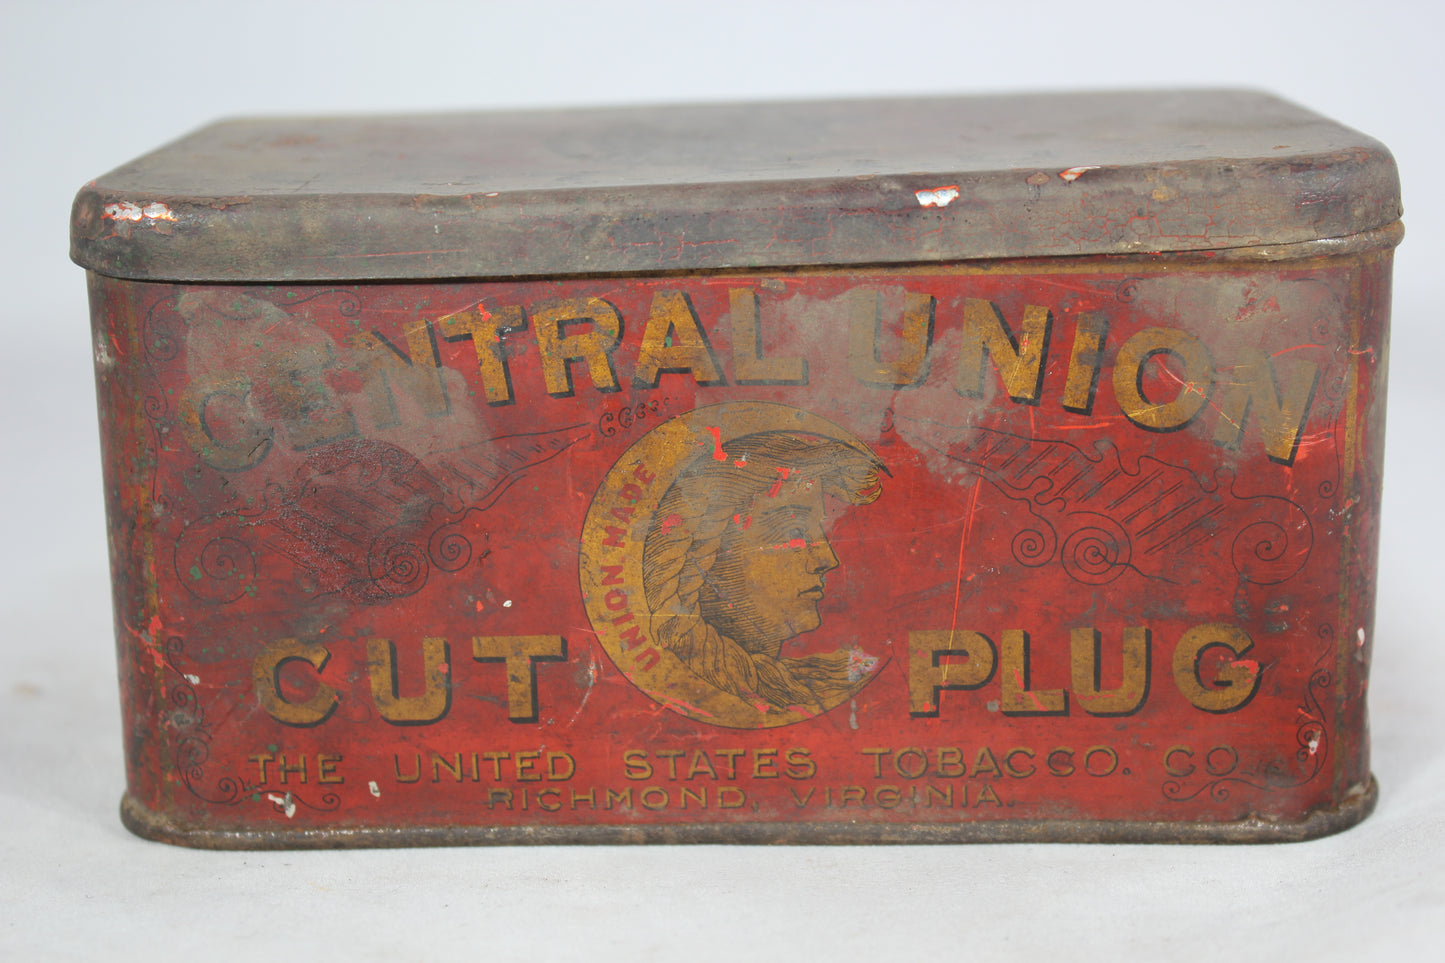 CENTRAL UNION
UNION MADE
CUT PLUG
THE UNITED STATES TOBACCO. CO.
RICHMOND, VIRGINIA.